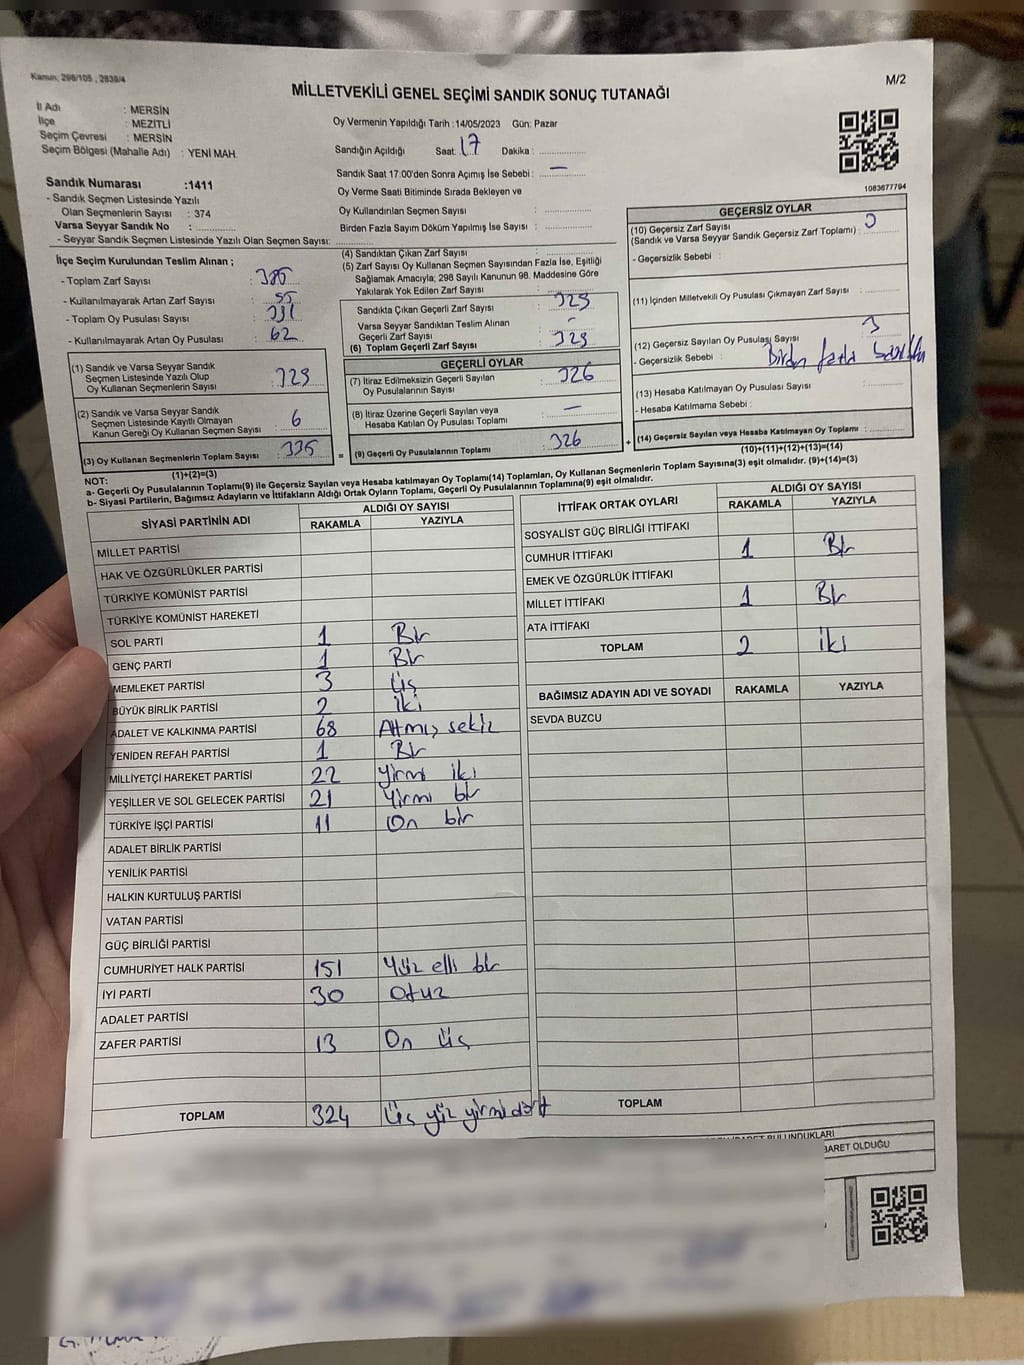 Kanun; 298/105 , 2839/4
M/2
MİLLETVEKİLİ GENEL SEÇİMİ SANDIK SONUÇ TUTANAĞI
İl Adı : MERSİN
İlçe : MEZİTLİ
Seçim Çevresi : MERSİN
Seçim Bölgesi (Mahalle Adı) : YENİ MAH.
Oy Vermenin Yapıldığı Tarih :14/05/2023 Gün: Pazar
Sandığın Açıldığı Saat: 17 Dakika :
Sandık Saat 17:00'den Sonra Açımış İse Sebebi : —
Oy Verme Saati Bitiminde Sırada Bekleyen ve
Oy Kullandırılan Seçmen Sayısı :
Birden Fazla Sayım Döküm Yapılmış İse Sayısı :
Sandık Numarası :1411
- Sandık Seçmen Listesinde Yazılı
Olan Seçmenlerin Sayısı : 374
Varsa Seyyar Sandık No :
- Seyyar Sandık Seçmen Listesinde Yazılı Olan Seçmen Sayısı:
1083677794
İlçe Seçim Kurulundan Teslim Alınan ;
- Toplam Zarf Sayısı :
- Kullanılmayarak Artan Zarf Sayısı : 55
- Toplam Oy Pusulası Sayısı :
- Kullanılmayarak Artan Oy Pusulası : 62
(1) Sandık ve Varsa Seyyar Sandık
Seçmen Listesinde Yazılı Olup
Oy Kullanan Seçmenlerin Sayısı : 323
(2) Sandık ve Varsa Seyyar Sandık
Seçmen Listesinde Kayıtlı Olmayan
Kanun Gereği Oy Kullanan Seçmen Sayısı : 6
(3) Oy Kullanan Seçmenlerin Toplam Sayısı :
(1)+(2)=(3)
(4) Sandıktan Çıkan Zarf Sayısı :
(5) Zarf Sayısı Oy Kullanan Seçmen Sayısından Fazla İse, Eşitliği
Sağlamak Amacıyla; 298 Sayılı Kanunun 98. Maddesine Göre
Yakılarak Yok Edilen Zarf Sayısı :
Sandıkta Çıkan Geçerli Zarf Sayısı : 329
Varsa Seyyar Sandıktan Teslim Alınan
Geçerli Zarf Sayısı : -
(6) Toplam Geçerli Zarf Sayısı : 329
GEÇERLİ OYLAR
(7) İtiraz Edilmeksizin Geçerli Sayılan
Oy Pusulalarının Sayısı : 326
(8) İtiraz Üzerine Geçerli Sayılan veya
Hesaba Katılan Oy Pusulası Toplamı : —
= (9) Geçerli Oy Pusulalarının Toplamı : 326
GEÇERSİZ OYLAR
(10) Geçersiz Zarf Sayısı
(Sandık ve Varsa Seyyar Sandık Geçersiz Zarf Toplamı) :
- Geçersizlik Sebebi :
(11) İçinden Milletvekili Oy Pusulası Çıkmayan Zarf Sayısı :
(12) Geçersiz Sayılan Oy Pusulası Sayısı : 3
- Geçersizlik Sebebi : Birden fazla
(13) Hesaba Katılmayan Oy Pusulası Sayısı :
- Hesaba Katılmama Sebebi :
+ (14) Geçersiz Sayılan veya Hesaba Katılmayan Oy Toplamı :
(10)+(11)+(12)+(13)=(14)
NOT:
a- Geçerli Oy Pusulalarının Toplamı(9) ile Geçersiz Sayılan veya Hesaba katılmayan Oy Toplamı(14) Toplamları, Oy Kullanan Seçmenlerin Toplam Sayısına(3) eşit olmalıdır. (9)+(14)=(3)
b- Siyasi Partilerin, Bağımsız Adayların ve İttifakların Aldığı Ortak Oyların Toplamı, Geçerli Oy Pusulalarının Toplamına(9) eşit olmalıdır.
SİYASİ PARTİNİN ADI ALDIĞI OY SAYISI
RAKAMLA YAZIYLA
MİLLET PARTİSİ
HAK VE ÖZGÜRLÜKLER PARTİSİ
TÜRKİYE KOMÜNİST PARTİSİ
TÜRKİYE KOMÜNİST HAREKETİ
SOL PARTİ 1 Bir
GENÇ PARTİ 1 Bir
MEMLEKET PARTİSİ 3 Üç
BÜYÜK BİRLİK PARTİSİ 2 İki
ADALET VE KALKINMA PARTİSİ 68 Altmış sekiz
YENİDEN REFAH PARTİSİ 1 Bir
MİLLİYETÇİ HAREKET PARTİSİ 22 Yirmi iki
YEŞİLLER VE SOL GELECEK PARTİSİ 21 Yirmi bir
TÜRKİYE İŞÇİ PARTİSİ 11 On bir
ADALET BİRLİK PARTİSİ
YENİLİK PARTİSİ
HALKIN KURTULUŞ PARTİSİ
VATAN PARTİSİ
GÜÇ BİRLİĞİ PARTİSİ
CUMHURİYET HALK PARTİSİ 151 Yüz elli bir
İYİ PARTİ 30 Otuz
ADALET PARTİSİ
ZAFER PARTİSİ 13 On üç
TOPLAM 324 Üç yüz yirmi dört
İTTİFAK ORTAK OYLARI ALDIĞI OY SAYISI
RAKAMLA YAZIYLA
SOSYALİST GÜÇ BİRLİĞİ İTTİFAKI
CUMHUR İTTİFAKI 1 Bir
EMEK VE ÖZGÜRLÜK İTTİFAKI
MİLLET İTTİFAKI 1 Bir
ATA İTTİFAKI
TOPLAM 2 İki
BAĞIMSIZ ADAYIN ADI VE SOYADI RAKAMLA YAZIYLA
SEVDA BUZCU
TOPLAM
BULUNDUKLARI
BARET OLDUĞU